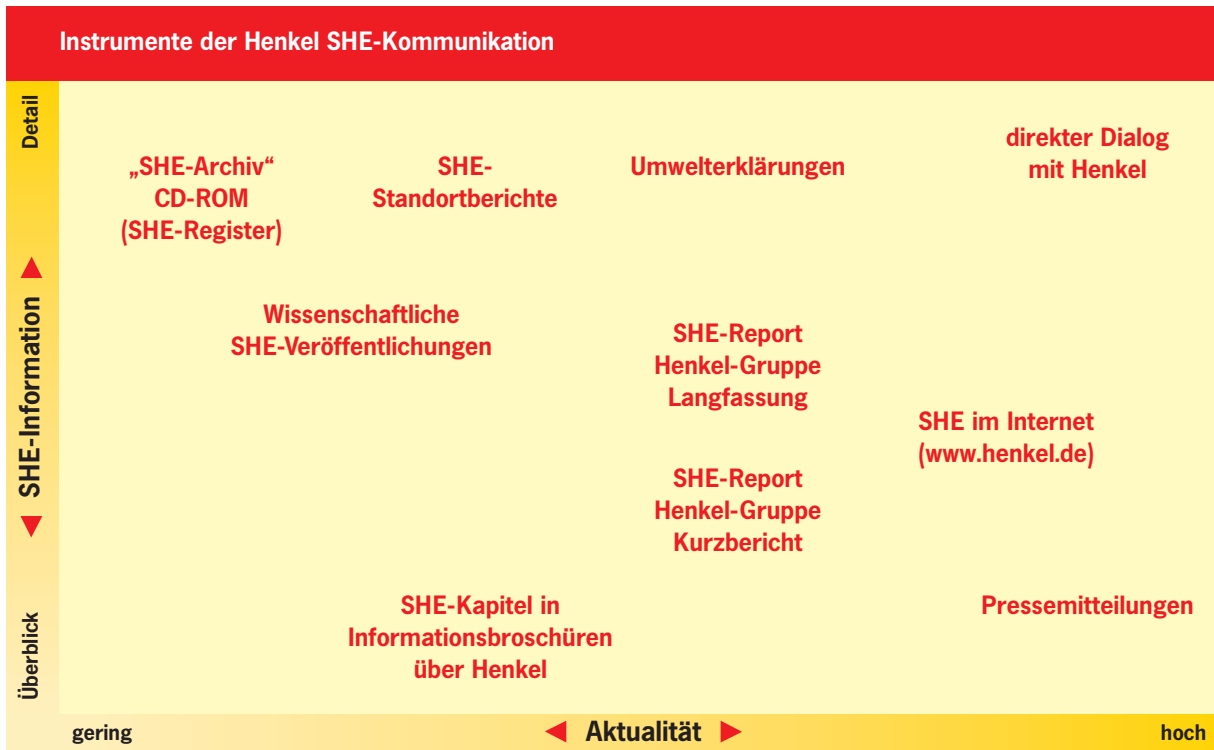 Instrumente der Henkel SHE-Kommunikation
Detail
SHE-Information
Überblick
„SHE-Archiv“
CD-ROM
(SHE-Register)
SHE-
Standortberichte
Umwelterklärungen
direkter Dialog
mit Henkel
Wissenschaftliche
SHE-Veröffentlichungen
SHE-Report
Henkel-Gruppe
Langfassung
SHE im Internet
(www.henkel.de)
SHE-Report
Henkel-Gruppe
Kurzbericht
SHE-Kapitel in
Informationsbroschüren
über Henkel
Pressemitteilungen
gering
Aktualität
hoch